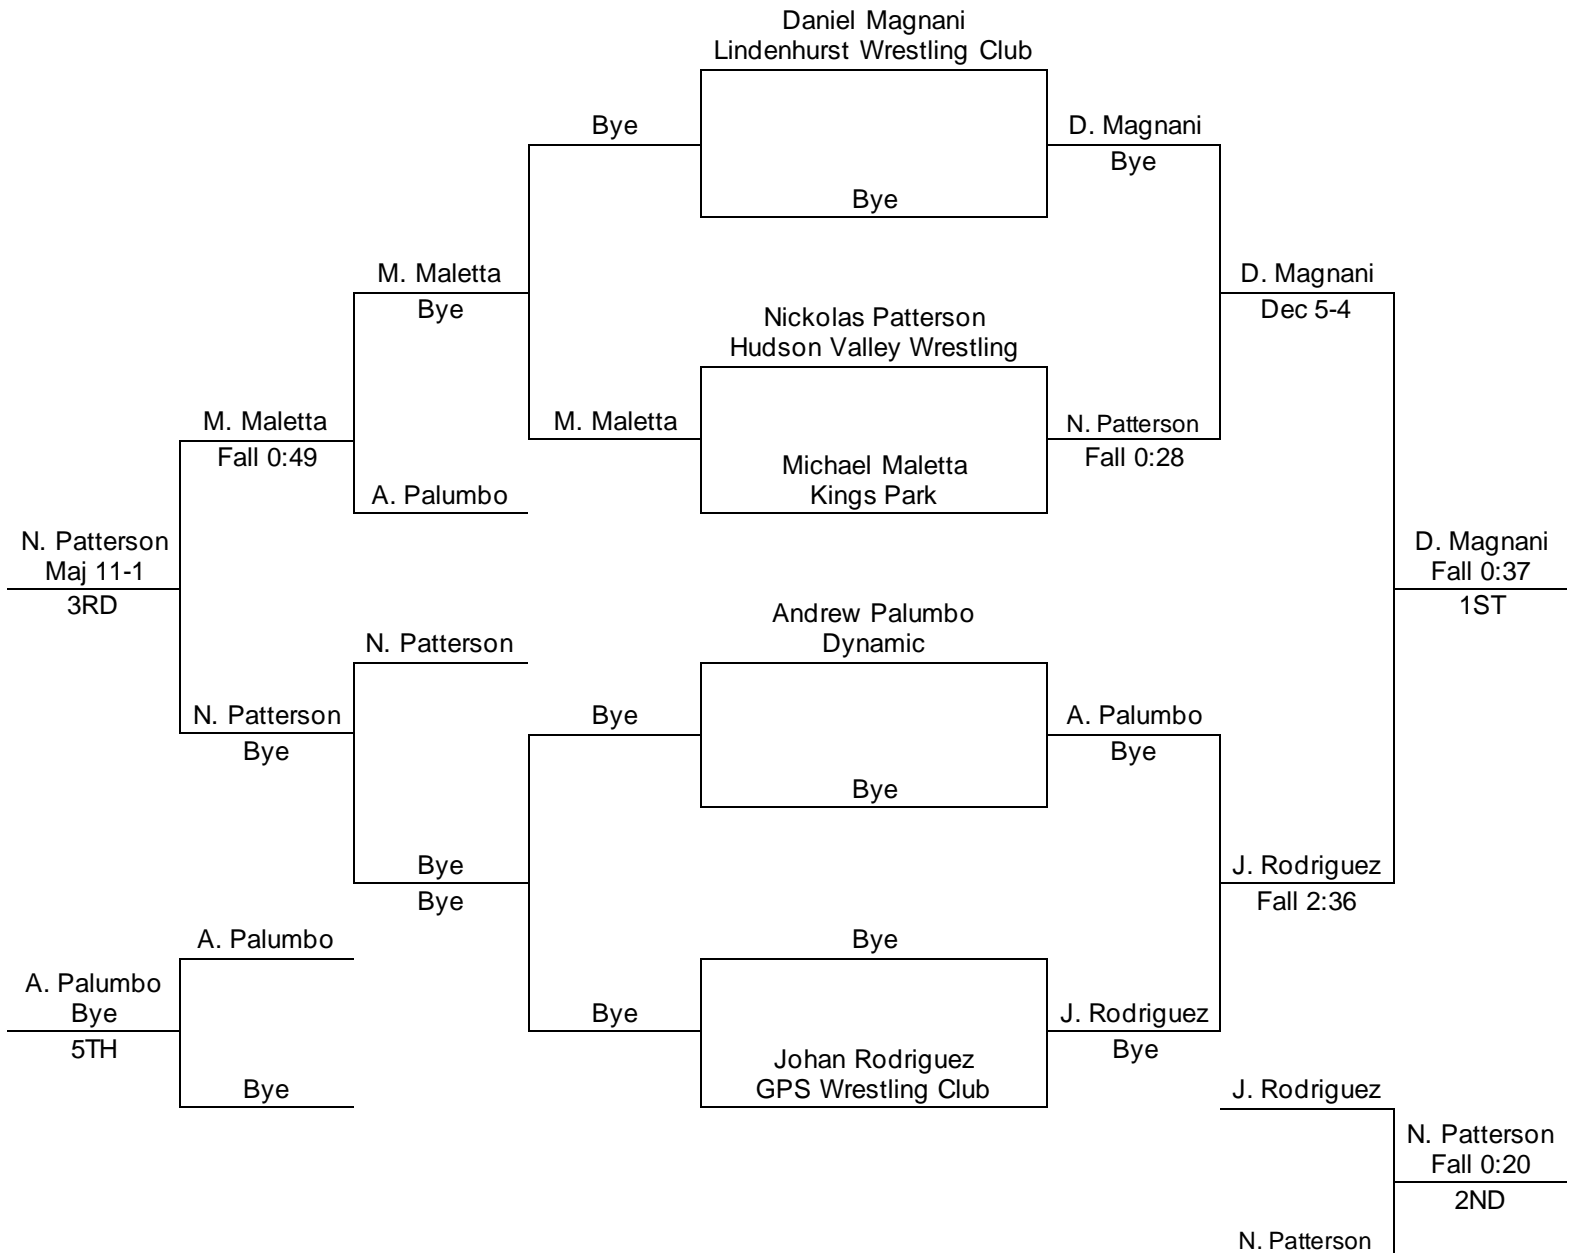 Daniel Magnani
Lindenhurst Wrestling Club
Bye
D. Magnani
Bye
Bye
M. Maletta
Bye
D. Magnani
Dec 5-4
Nickolas Patterson
Hudson Valley Wrestling
M. Maletta
Fall 0:49
M. Maletta
N. Patterson
Fall 0:28
Michael Maletta
Kings Park
A. Palumbo
N. Patterson
Maj 11-1
3RD
D. Magnani
Fall 0:37
1ST
Andrew Palumbo
Dynamic
N. Patterson
N. Patterson
Bye
Bye
A. Palumbo
Bye
Bye
Bye
Bye
J. Rodriguez
Fall 2:36
A. Palumbo
Bye
A. Palumbo
Bye
5TH
Bye
J. Rodriguez
Bye
Johan Rodriguez
GPS Wrestling Club
Bye
J. Rodriguez
N. Patterson
Fall 0:20
2ND
N. Patterson